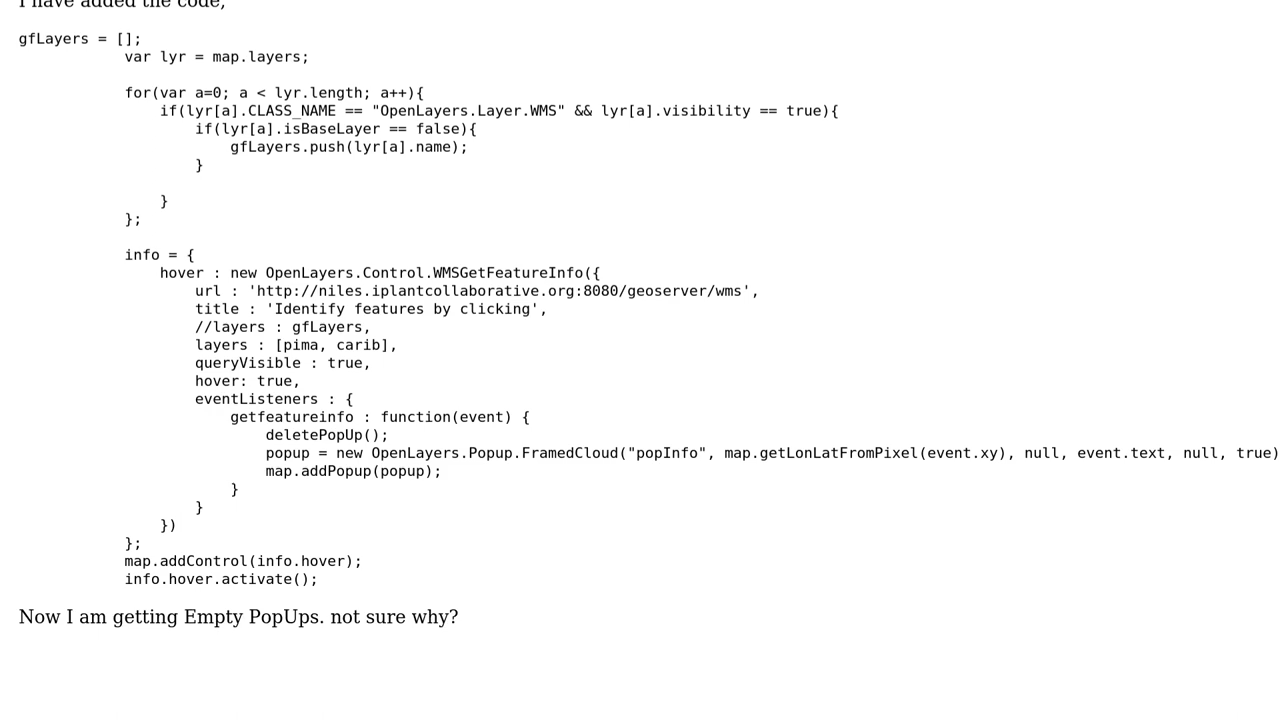 I have added the code,
gfLayers = [];
var lyr = map.layers;
for(var a=0; a < lyr.length; a++){
if(lyr[a].CLASS_NAME == "OpenLayers.Layer.WMS" && lyr[a].visibility == true){
if(lyr[a].isBaseLayer == false){
gfLayers.push(lyr[a].name);
}
}
};
info = {
hover : new OpenLayers.Control.WMSGetFeatureInfo({
url : 'http://niles.iplantcollaborative.org:8080/geoserver/wms',
title : 'Identify features by clicking',
//layers : gfLayers,
layers : [pima, carib],
queryVisible : true,
hover: true,
eventListeners : {
getfeatureinfo : function(event) {
deletePopUp();
popup = new OpenLayers.Popup.FramedCloud("popInfo", map.getLonLatFromPixel(event.xy), null, event.text, null, true)
map.addPopup(popup);
}
}
})
};
map.addControl(info.hover);
info.hover.activate();
Now I am getting Empty PopUps. not sure why?